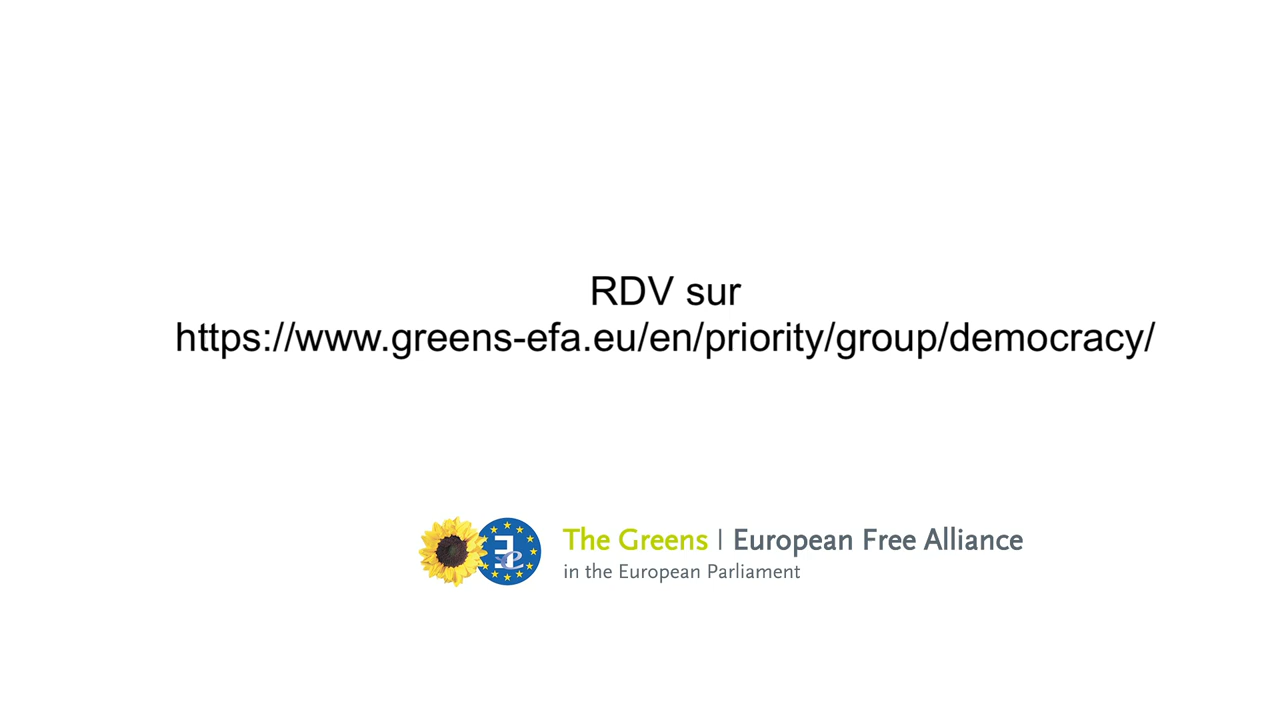 RDV sur
https://www.greens-efa.eu/en/priority/group/democracy/
The Greens | European Free Alliance
in the European Parliament